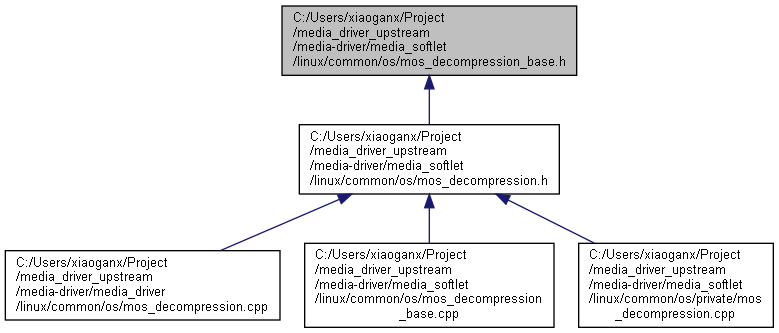 C:/Users/xiaoganx/Project
/media_driver_upstream
/media-driver/media_softlet
/linux/common/os/mos_decompression_base.h
C:/Users/xiaoganx/Project
/media_driver_upstream
/media-driver/media_softlet
/linux/common/os/mos_decompression.h
C:/Users/xiaoganx/Project
/media_driver_upstream
/media-driver/media_driver
/linux/common/os/mos_decompression.cpp
C:/Users/xiaoganx/Project
/media_driver_upstream
/media-driver/media_softlet
/linux/common/os/mos_decompression
_base.cpp
C:/Users/xiaoganx/Project
/media_driver_upstream
/media-driver/media_softlet
/linux/common/os/private/mos
_decompression.cpp